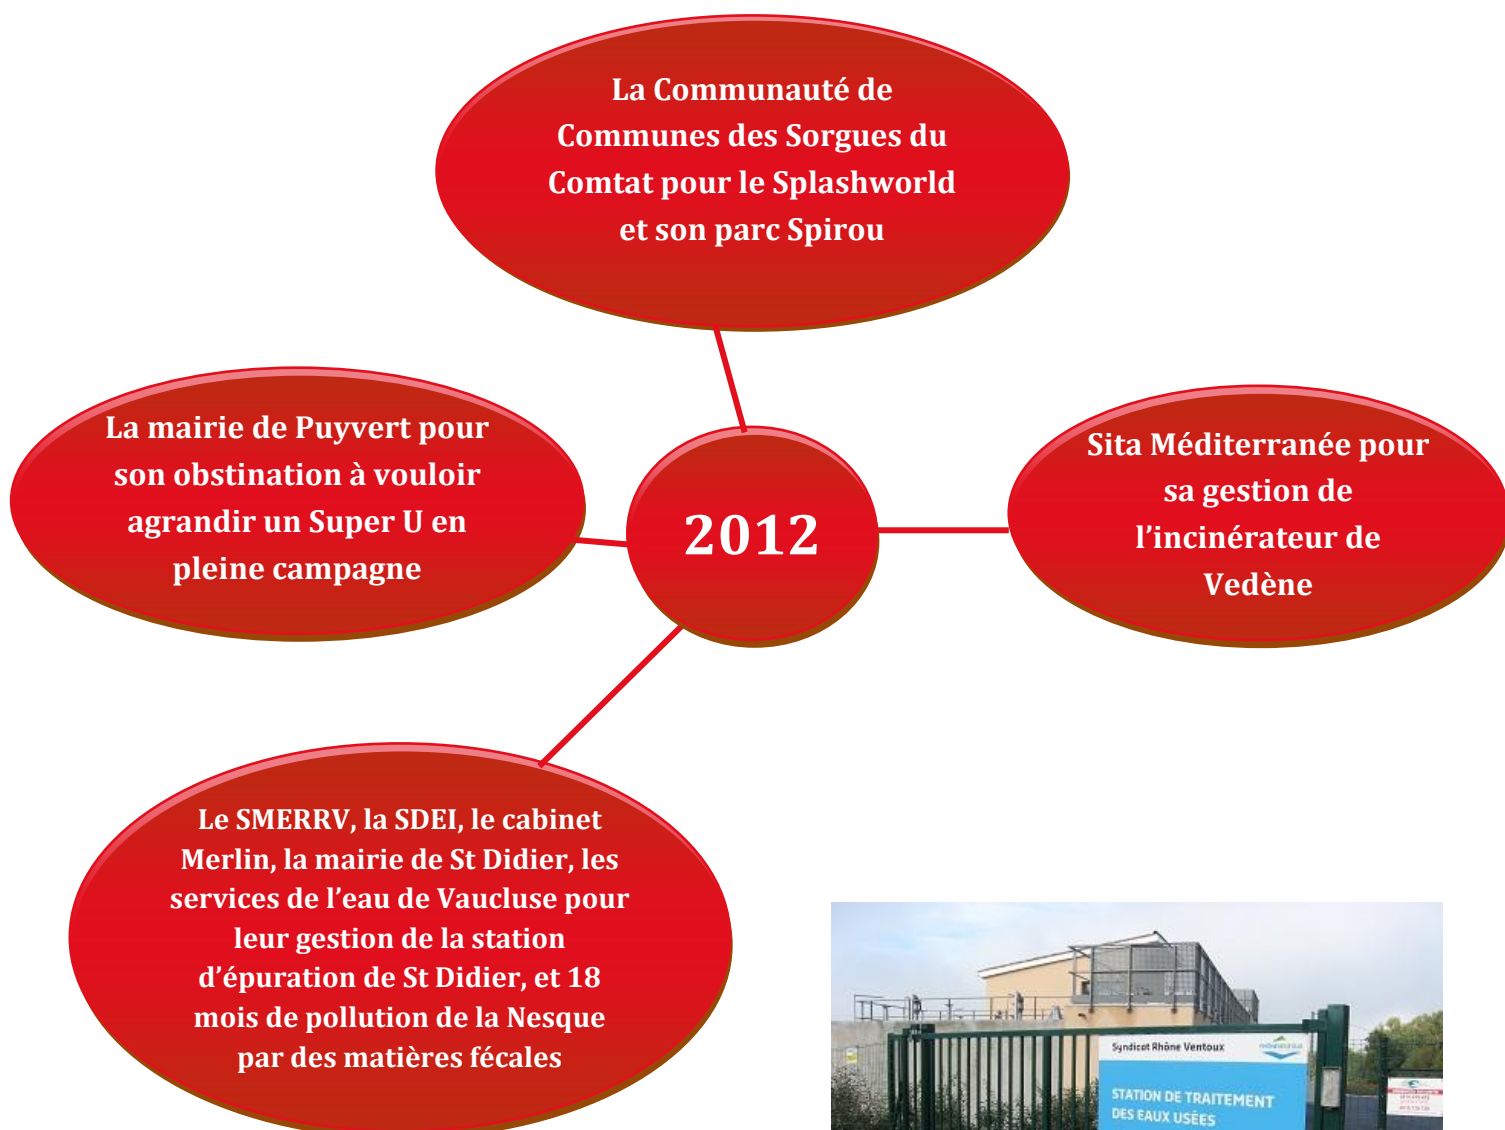 La Communauté de
Communes des Sorgues du
Comtat pour le Splashworld
et son parc Spirou
La mairie de Puyvert pour
son obstination à vouloir
agrandir un Super U en
pleine campagne
2012
Sita Méditerranée pour
sa gestion de
l’incinérateur de
Vedène
Le SMERRV, la SDEI, le cabinet
Merlin, la mairie de St Didier, les
services de l’eau de Vaucluse pour
leur gestion de la station
d’épuration de St Didier, et 18
mois de pollution de la Nesque
par des matières fécales
Syndicat Rhône Ventoux
STATION DE TRAITEMENT
DES EAUX USÉES